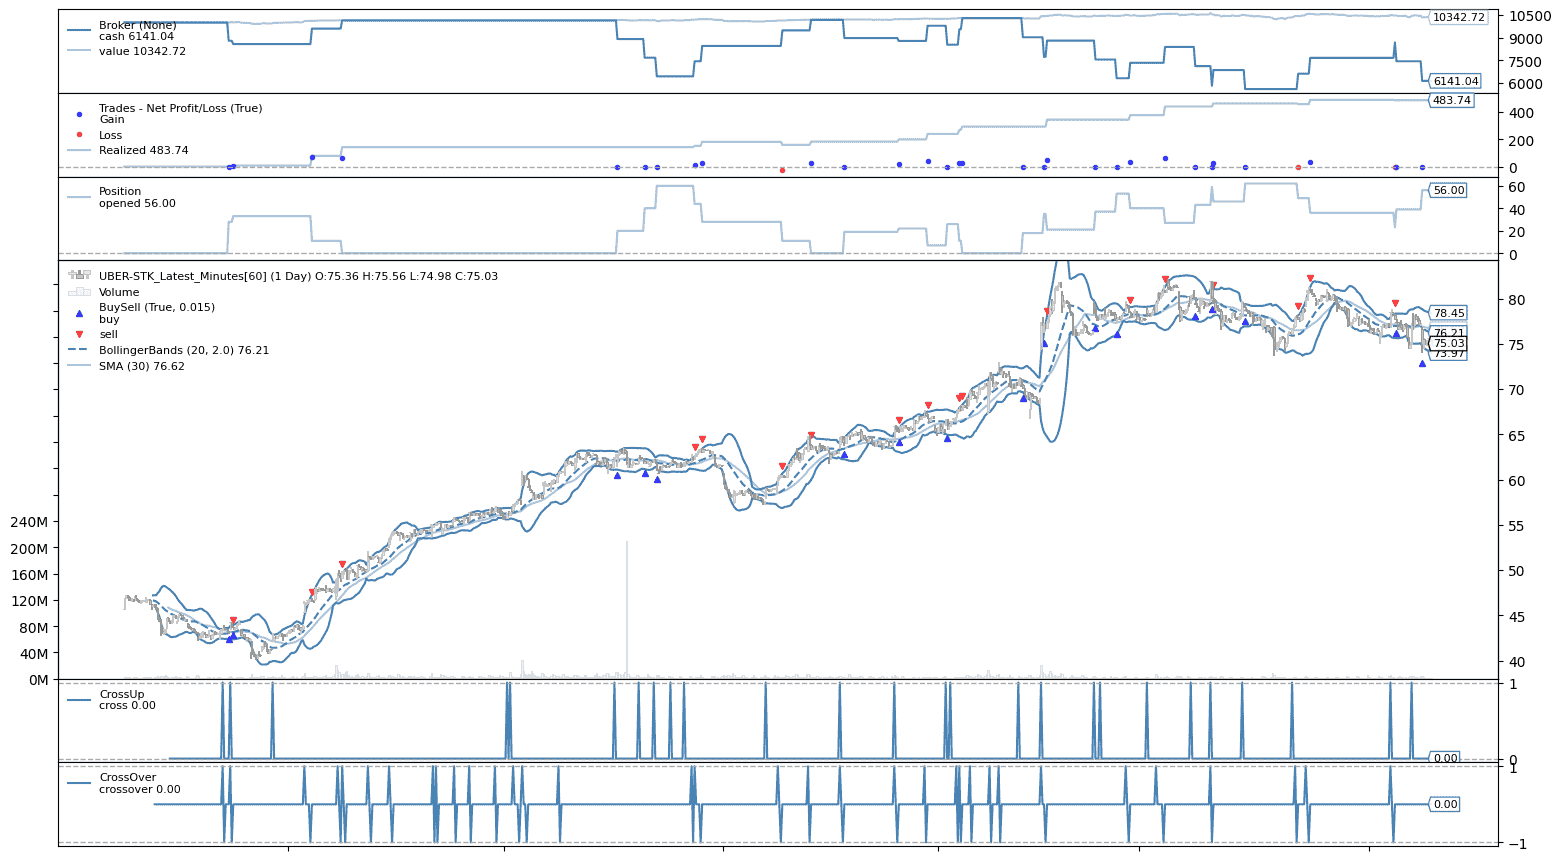 Broker (None)
cash 6141.04
value 10342.72
10342.72
6141.04
10500
9000
7500
6000
Trades - Net Profit/Loss (True)
Gain
Loss
Realized 483.74
483.74
400
200
0
Position
opened 56.00
56.00
60
40
20
0
UBER-STK_Latest_Minutes[60] (1 Day) O:75.36 H:75.56 L:74.98 C:75.03
Volume
BuySell (True, 0.015)
buy
sell
BollingerBands (20, 2.0) 76.21
SMA (30) 76.62
78.45
76.21
75.03
73.97
80
75
70
65
60
55
50
45
40
240M
200M
160M
120M
80M
40M
0M
CrossUp
cross 0.00
0.00
1
0
CrossOver
crossover 0.00
0.00
1
−1